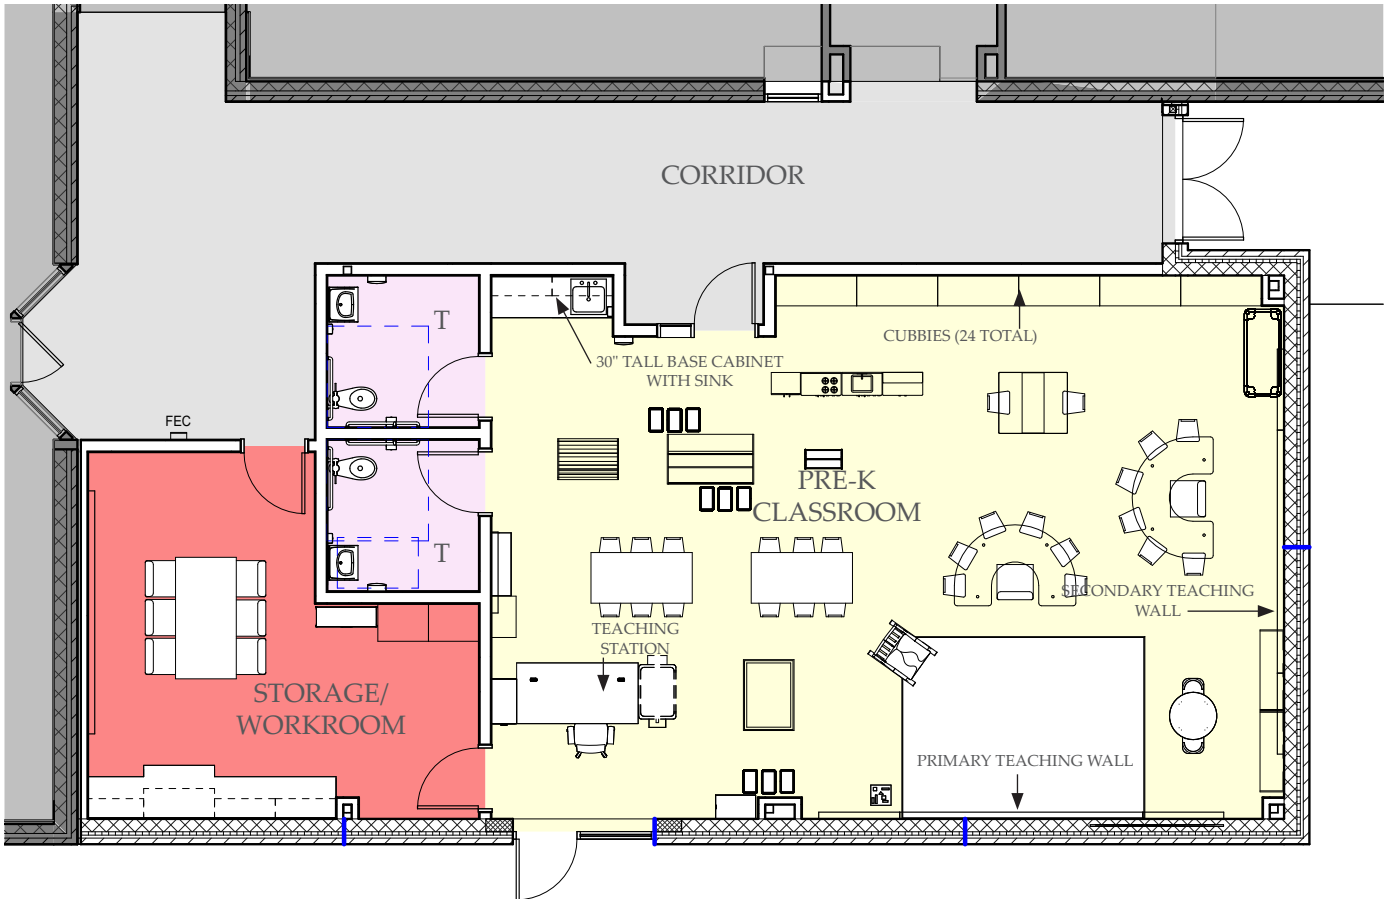 CORRIDOR
T
CUBBIES (24 TOTAL)
30" TALL BASE CABINET
WITH SINK
FEC
PRE-K
CLASSROOM
T
SECONDARY TEACHING
WALL
TEACHING
STATION
STORAGE/
WORKROOM
PRIMARY TEACHING WALL